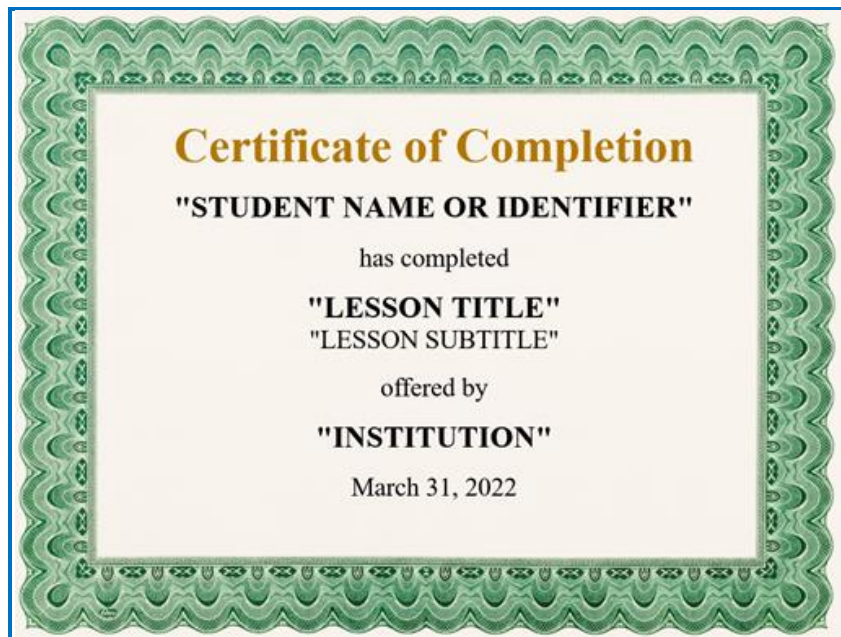 Certificate of Completion
"STUDENT NAME OR IDENTIFIER"
has completed
"LESSON TITLE"
"LESSON SUBTITLE"
offered by
"INSTITUTION"
March 31, 2022